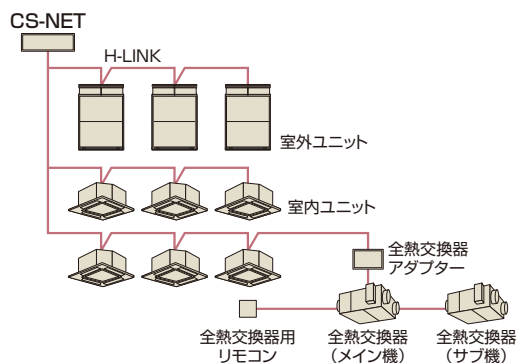 CS-NET
H-LINK
室外ユニット
室内ユニット
全熱交換器
アダプター
全熱交換器用
リモコン
全熱交換器
（メイン機）
全熱交換器
（サブ機）